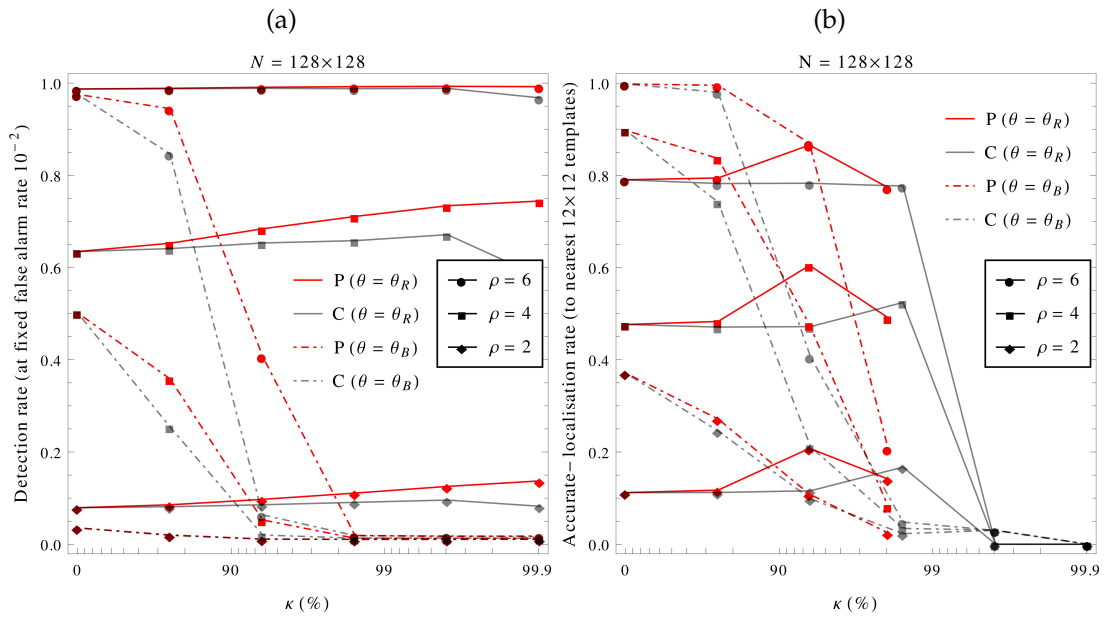 (a)
N = 128×128
Detection rate (at fixed false alarm rate 10⁻²)
1.0
0.8
0.6
0.4
0.2
0.0
P (θ = θ_R)
C (θ = θ_R)
P (θ = θ_B)
C (θ = θ_B)
ρ = 6
ρ = 4
ρ = 2
0 90 99 99.9
κ (%)
(b)
N = 128×128
Accurate-localisation rate (to nearest 12×12 templates)
1.0
0.8
0.6
0.4
0.2
0.0
P (θ = θ_R)
C (θ = θ_R)
P (θ = θ_B)
C (θ = θ_B)
ρ = 6
ρ = 4
ρ = 2
0 90 99 99.9
κ (%)